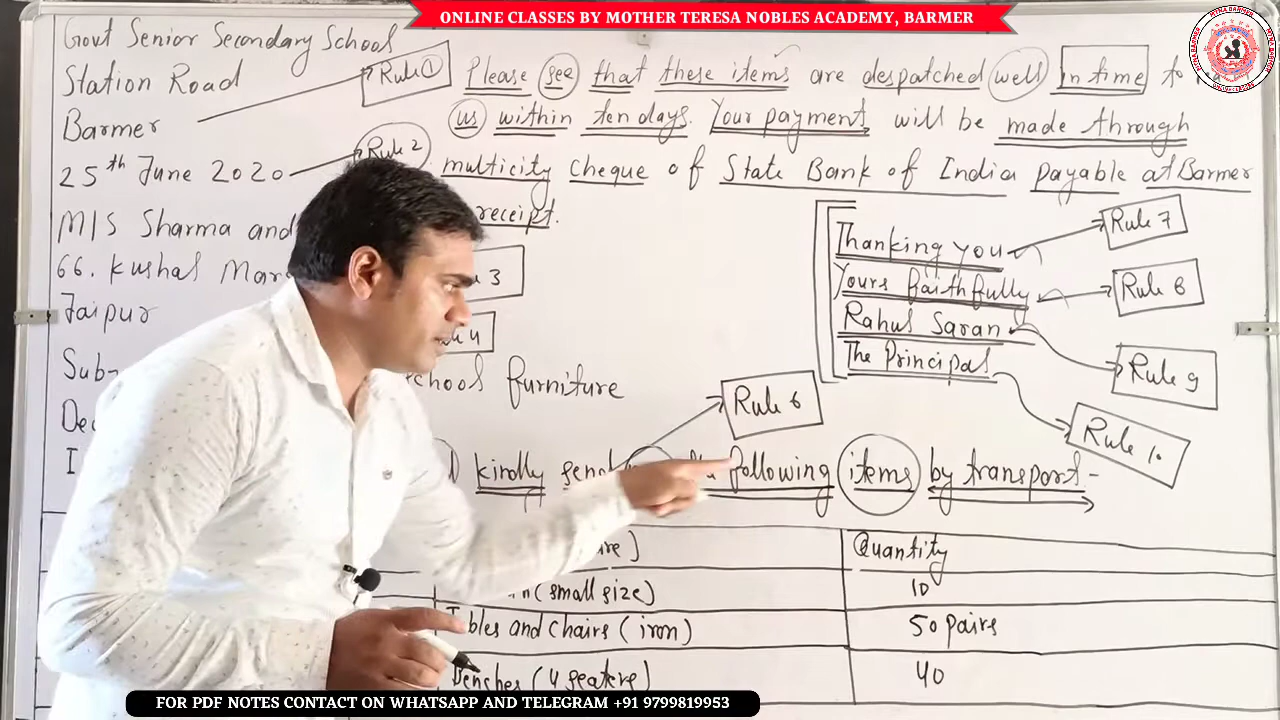 ONLINE CLASSES BY MOTHER TERESA NOBLES ACADEMY, BARMER
Govt Senior Secondary School
Station Road
Barmer
25th June 2020
M/S Sharma and
66. Kushal
Jaipur
Sub-
I
Rule 1
Rule 2
3
4
Please see that these items are despatched well in time to
us within ten days. Your payment will be made through
multicity cheque of State Bank of India payable at Barmer
receipt.
Thanking you
Rule 7
Yours faithfully
Rule 8
Rahul Saran
Rule 9
The Principal
Rule 10
school furniture
Rule 6
kindly send following items by transport-
Quantity
(small size) 10
Tables and chairs (iron) 50 pairs
Benches (4 seaters) 40
FOR PDF NOTES CONTACT ON WHATSAPP AND TELEGRAM +91 9799819953